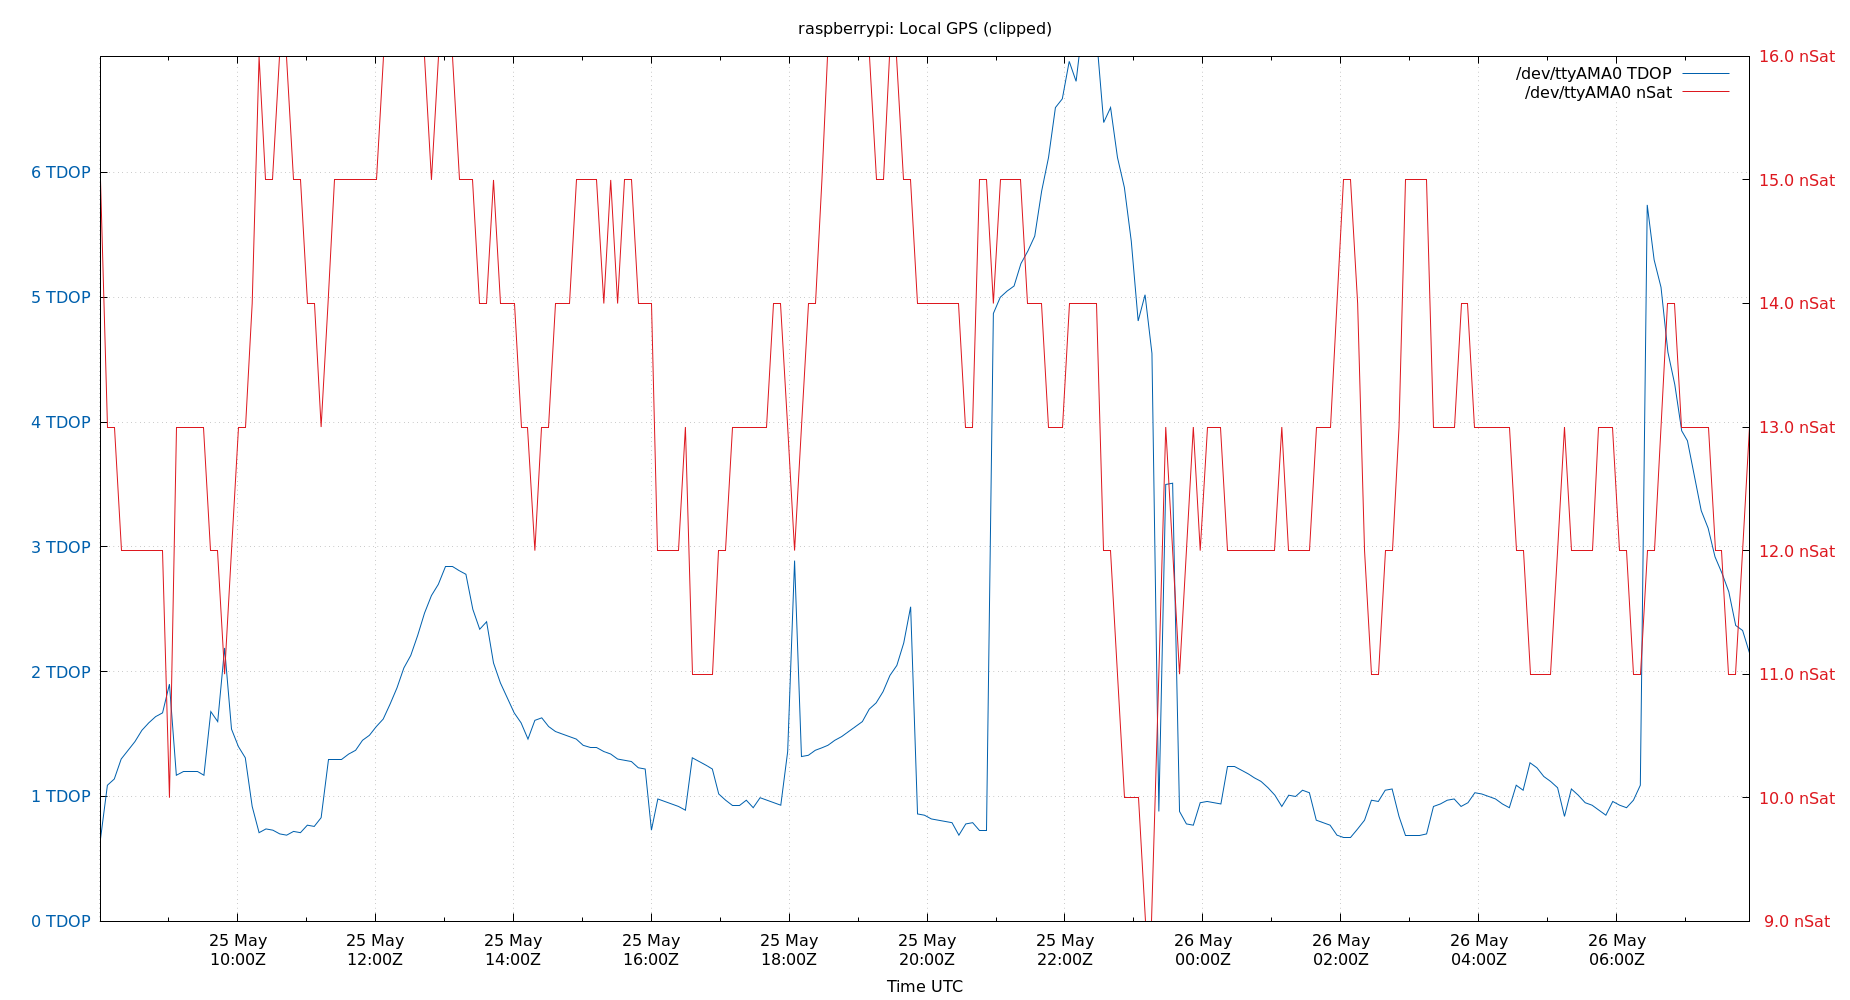 raspberrypi: Local GPS (clipped)
/dev/ttyAMA0 TDOP
/dev/ttyAMA0 nSat
6 TDOP
5 TDOP
4 TDOP
3 TDOP
2 TDOP
1 TDOP
0 TDOP
16.0 nSat
15.0 nSat
14.0 nSat
13.0 nSat
12.0 nSat
11.0 nSat
10.0 nSat
9.0 nSat
25 May
10:00Z
25 May
12:00Z
25 May
14:00Z
25 May
16:00Z
25 May
18:00Z
25 May
20:00Z
25 May
22:00Z
26 May
00:00Z
26 May
02:00Z
26 May
04:00Z
26 May
06:00Z
Time UTC